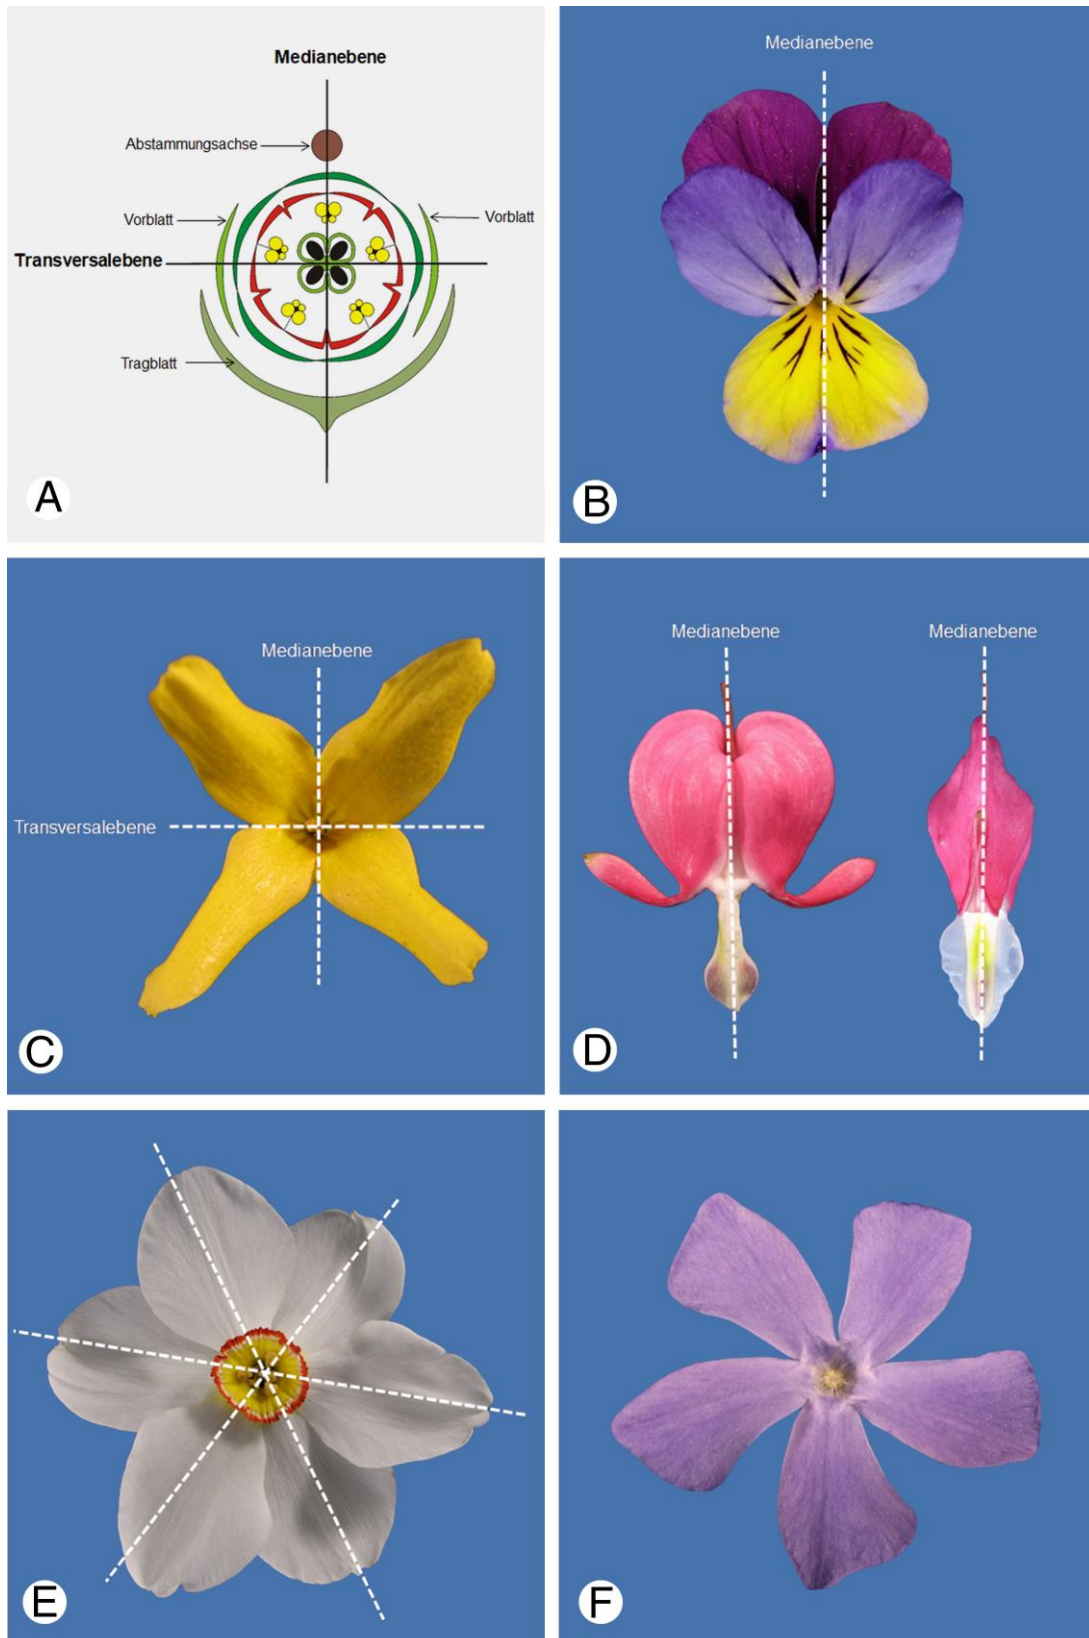 Medianebene
Abstammungsachse
Vorblatt
Vorblatt
Transversalebene
Tragblatt
A
Medianebene
B
Medianebene
Transversalebene
C
Medianebene
Medianebene
D
E
F